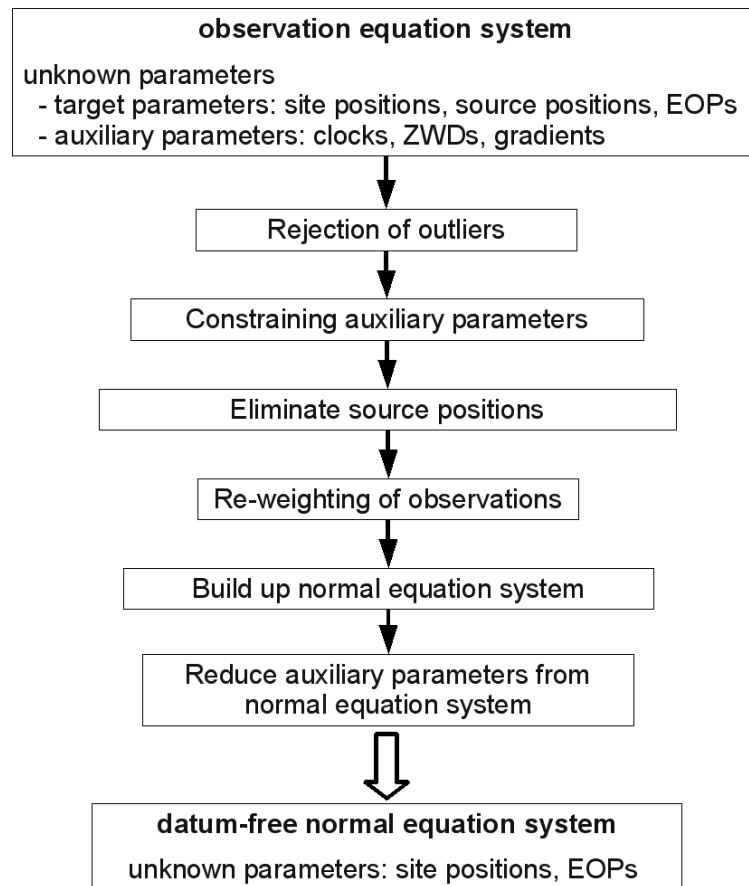 observation equation system
unknown parameters
- target parameters: site positions, source positions, EOPs
- auxiliary parameters: clocks, ZWDs, gradients
Rejection of outliers
Constraining auxiliary parameters
Eliminate source positions
Re-weighting of observations
Build up normal equation system
Reduce auxiliary parameters from
normal equation system
datum-free normal equation system
unknown parameters: site positions, EOPs